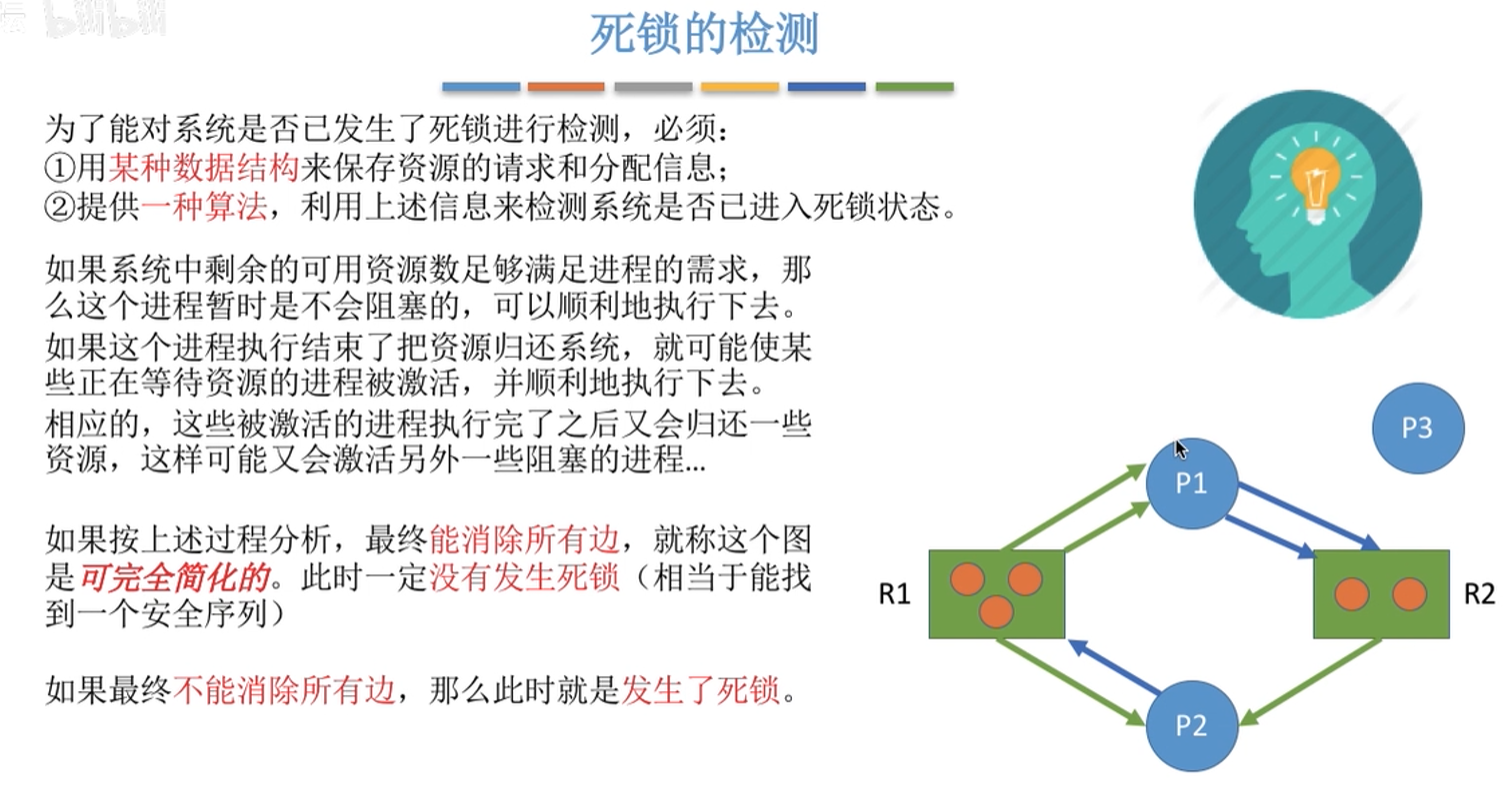 死锁的检测
为了能对系统是否已发生了死锁进行检测，必须：
①用某种数据结构来保存资源的请求和分配信息；
②提供一种算法，利用上述信息来检测系统是否已进入死锁状态。
如果系统中剩余的可用资源数足够满足进程的需求，那
么这个进程暂时是不会阻塞的，可以顺利地执行下去。
如果这个进程执行结束了把资源归还系统，就可能使某
些正在等待资源的进程被激活，并顺利地执行下去。
相应的，这些被激活的进程执行完了之后又会归还一些
资源，这样可能又会激活另外一些阻塞的进程...
如果按上述过程分析，最终能消除所有边，就称这个图
是可完全简化的。此时一定没有发生死锁（相当于能找
到一个安全序列）
如果最终不能消除所有边，那么此时就是发生了死锁。
P3
P1
R1
R2
P2